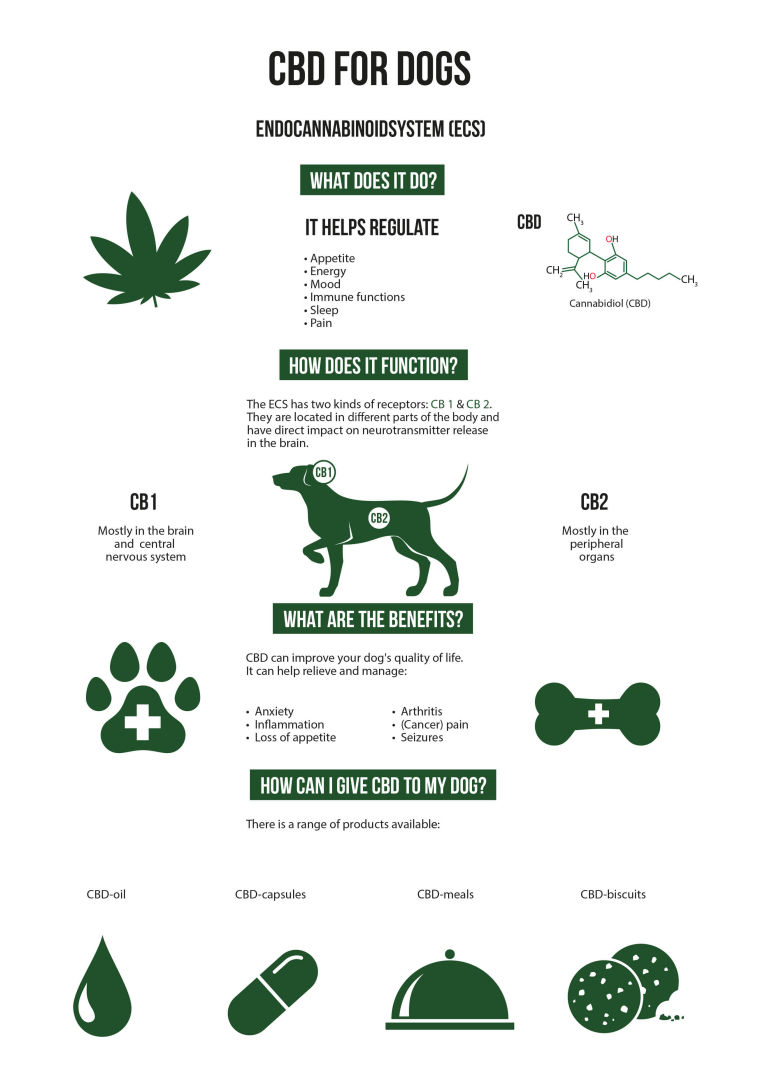 CBD FOR DOGS
ENDOCANNABINOIDSYSTEM (ECS)
WHAT DOES IT DO?
IT HELPS REGULATE
• Appetite
• Energy
• Mood
• Immune functions
• Sleep
• Pain
CBD
CH3
OH
CH2
HO
CH3
CH3
Cannabidiol (CBD)
HOW DOES IT FUNCTION?
The ECS has two kinds of receptors: CB 1 & CB 2.
They are located in different parts of the body and
have direct impact on neurotransmitter release
in the brain.
CB1
Mostly in the brain
and central
nervous system
CB1
CB2
CB2
Mostly in the
peripheral
organs
WHAT ARE THE BENEFITS?
CBD can improve your dog's quality of life.
It can help relieve and manage:
• Anxiety
• Inflammation
• Loss of appetite
• Arthritis
• (Cancer) pain
• Seizures
HOW CAN I GIVE CBD TO MY DOG?
There is a range of products available:
CBD-oil
CBD-capsules
CBD-meals
CBD-biscuits